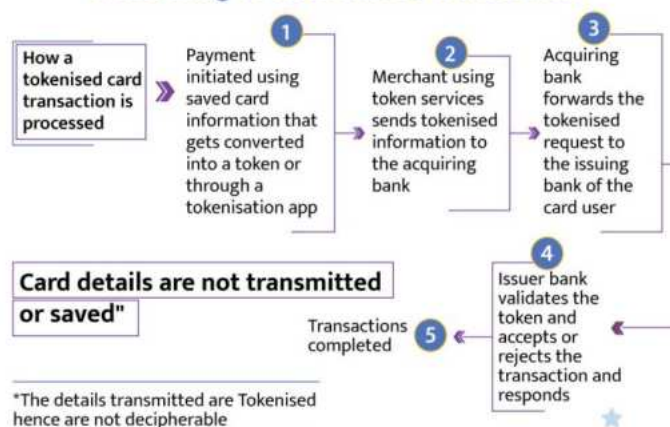 How a
tokenised card
transaction is
processed
1
Payment
initiated using
saved card
information that
gets converted
into a token or
through a
tokenisation app
2
Merchant using
token services
sends tokenised
information to
the acquiring
bank
3
Acquiring
bank
forwards the
tokenised
request to
the issuing
bank of the
card user
4
Issuer bank
validates the
token and
accepts or
rejects the
transaction and
responds
Transactions
completed
5
Card details are not transmitted
or saved"
*The details transmitted are Tokenised
hence are not decipherable